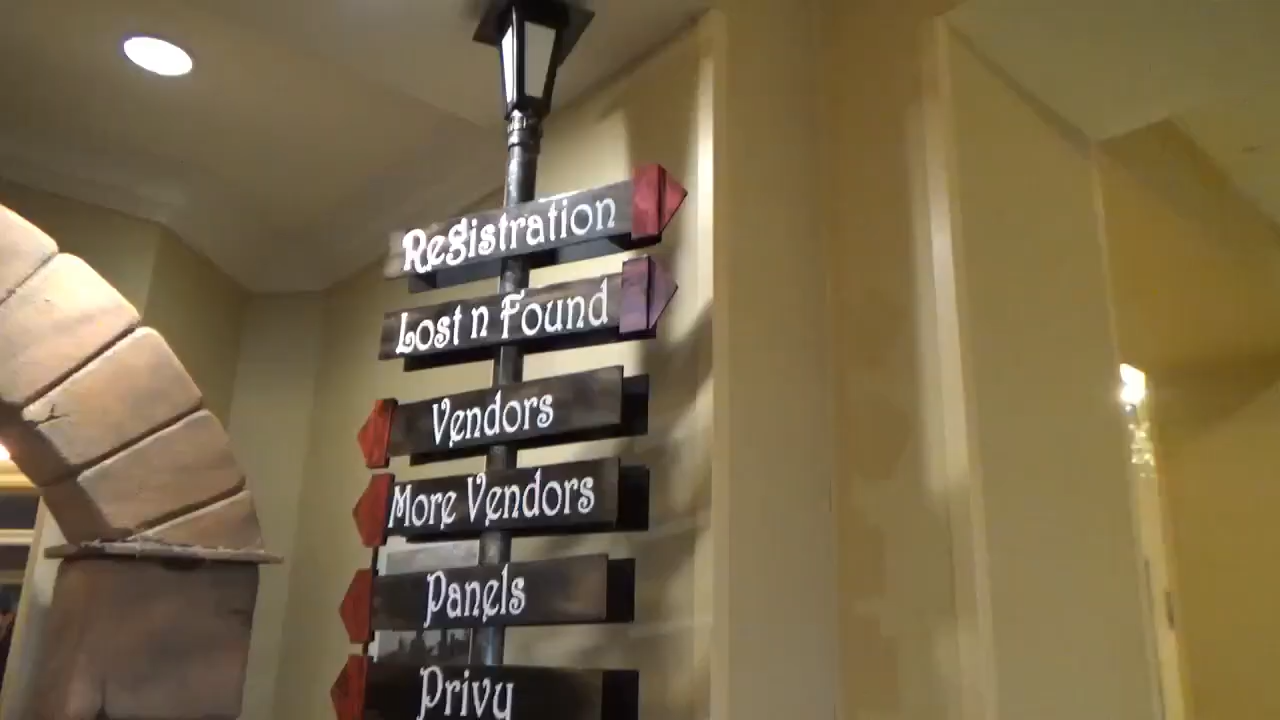 Registration
Lost n Found
Vendors
More Vendors
Panels
Privy